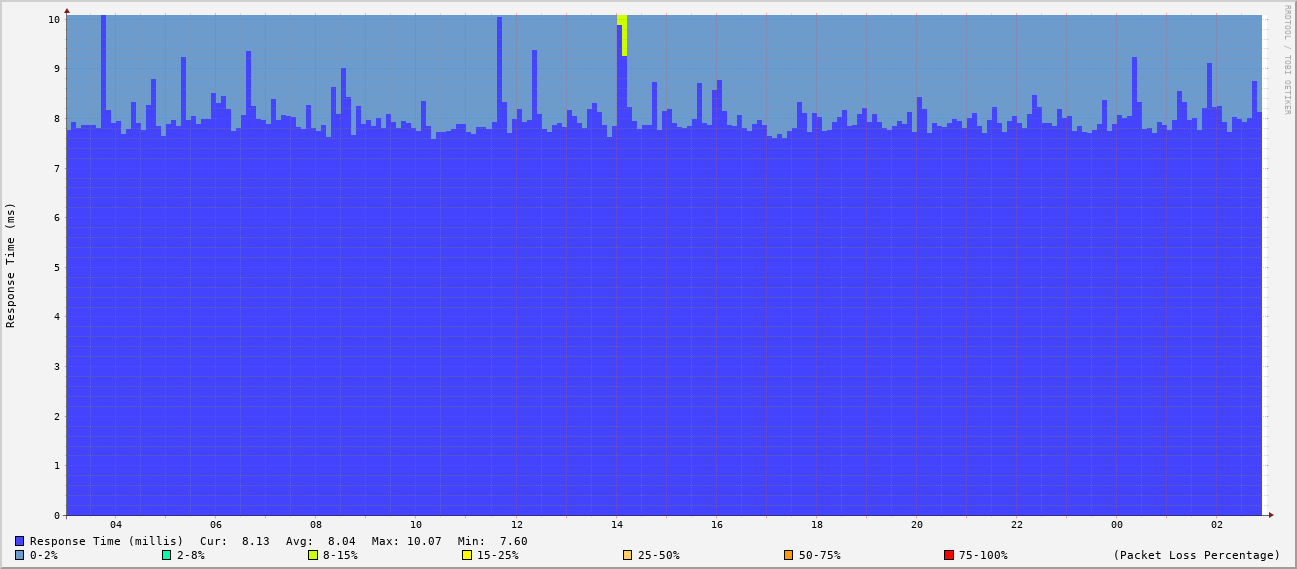 RRDTOOL / TOBI OETIKER
Response Time (ms)
10
9
8
7
6
5
4
3
2
1
0
04 06 08 10 12 14 16 18 20 22 00 02
Response Time (millis) Cur: 8.13 Avg: 8.04 Max: 10.07 Min: 7.60
0-2% 2-8% 8-15% 15-25% 25-50% 50-75% 75-100% (Packet Loss Percentage)